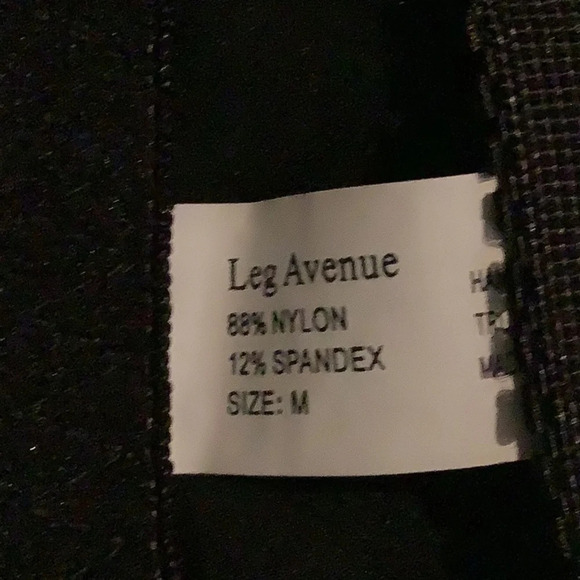 Leg Avenue
88% NYLON
12% SPANDEX
SIZE: M